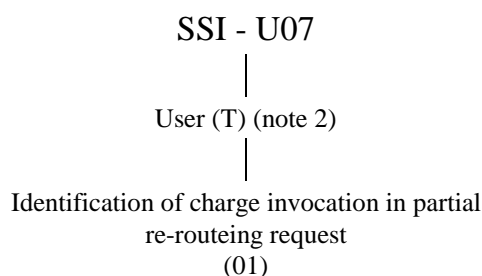 SSI - U07
User (T) (note 2)
Identification of charge invocation in partial
re-routeing request
(01)